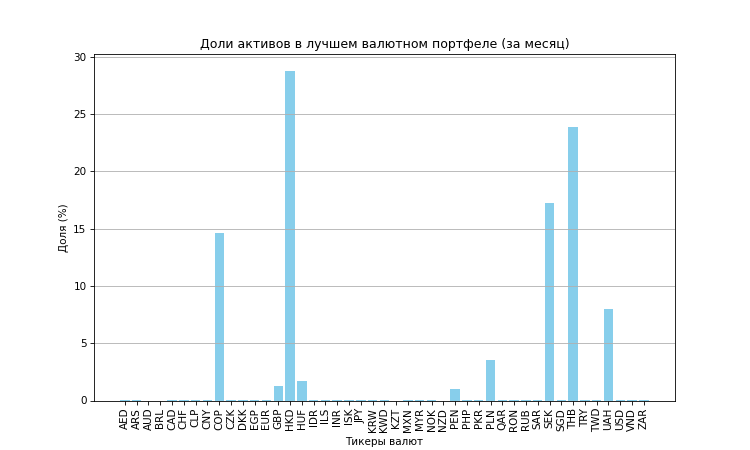 Доли активов в лучшем валютном портфеле (за месяц)
30
25
20
15
10
5
0
Доля (%)
AED ARS AUD BRL CAD CHF CLP CNY COP CZK DKK EGP EUR GBP HKD HUF IDR ILS INR ISK JPY KRW KWD KZT MXN MYR NOK NZD PEN PHP PKR PLN QAR RON RUB SAR SEK SGD THB TRY TWD UAH USD VND ZAR
Тикеры валют